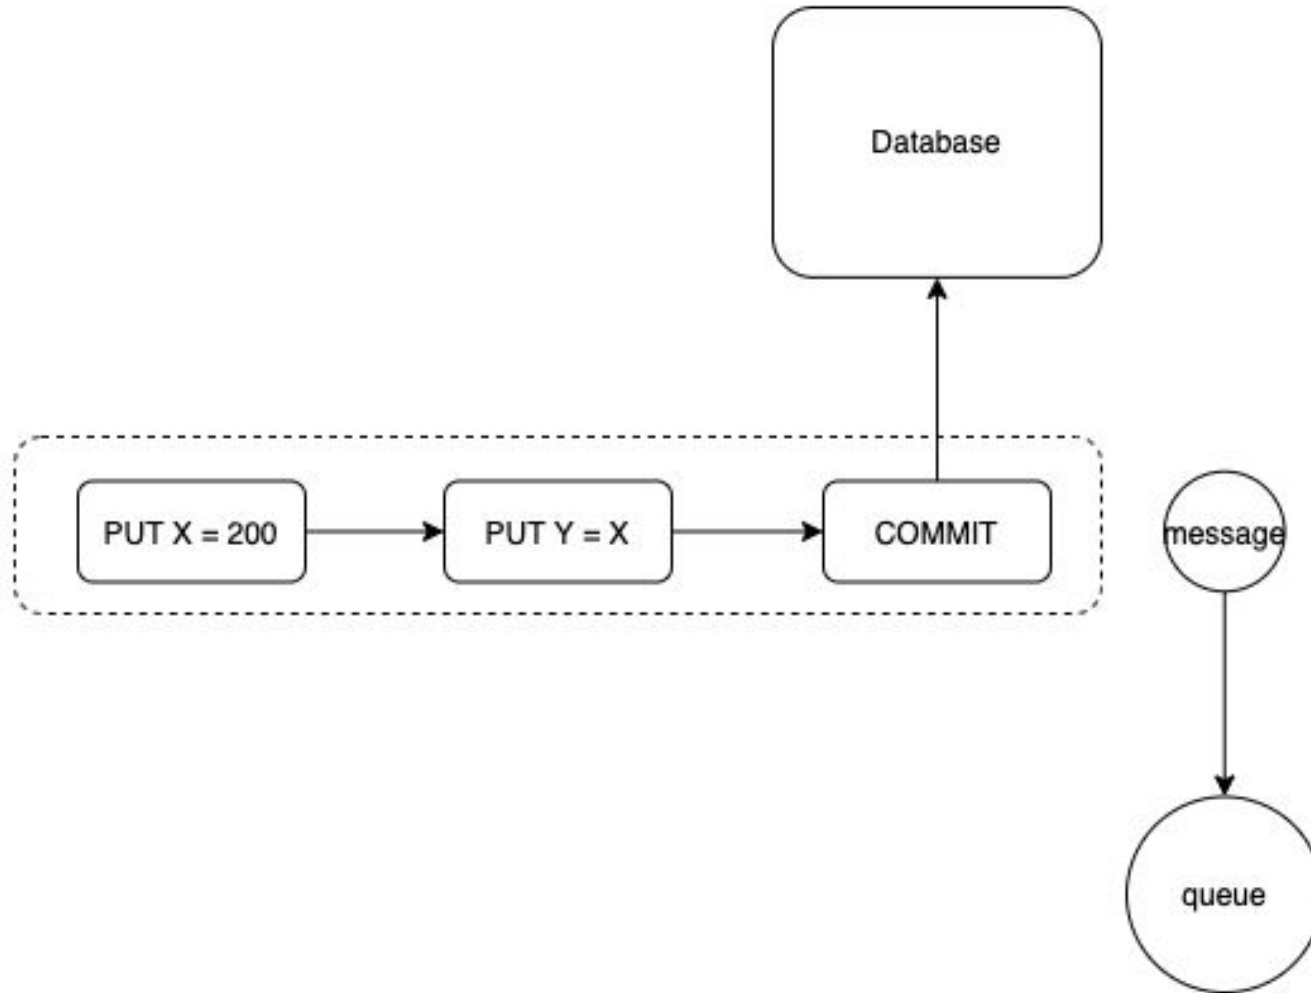 Database
PUT X = 200
PUT Y = X
COMMIT
message
queue